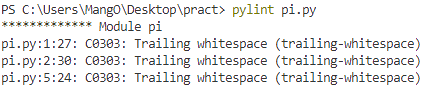 PS C:\Users\MangO\Desktop\pract> pylint pi.py
************* Module pi
pi.py:1:27: C0303: Trailing whitespace (trailing-whitespace)
pi.py:2:30: C0303: Trailing whitespace (trailing-whitespace)
pi.py:5:24: C0303: Trailing whitespace (trailing-whitespace)